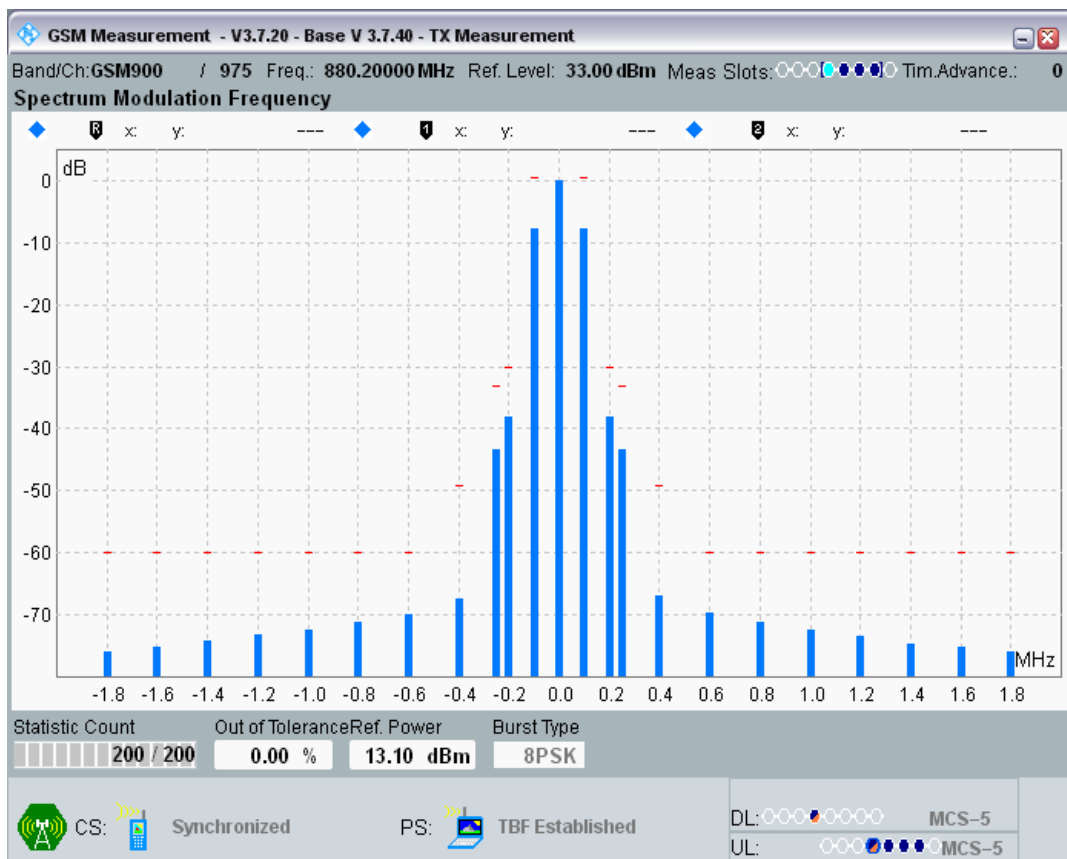 GSM Measurement - V3.7.20 - Base V 3.7.40 - TX Measurement
Band/Ch:GSM900 / 975 Freq.: 880.20000 MHz Ref. Level: 33.00 dBm Meas Slots: Tim.Advance.: 0
Spectrum Modulation Frequency
R x: y: --- 1 x: y: --- 2 x: y: ---
dB
0
-10
-20
-30
-40
-50
-60
-70
MHz
-1.8 -1.6 -1.4 -1.2 -1.0 -0.8 -0.6 -0.4 -0.2 0.0 0.2 0.4 0.6 0.8 1.0 1.2 1.4 1.6 1.8
Statistic Count Out of Tolerance Ref. Power Burst Type
200 / 200 0.00 % 13.10 dBm 8PSK
CS: Synchronized PS: TBF Established
DL: MCS-5
UL: MCS-5